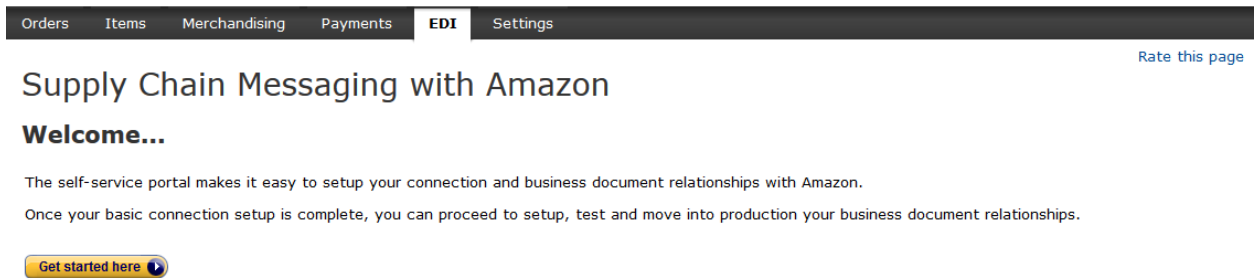 Orders Items Merchandising Payments EDI Settings
Rate this page
Supply Chain Messaging with Amazon
Welcome...
The self-service portal makes it easy to setup your connection and business document relationships with Amazon.
Once your basic connection setup is complete, you can proceed to setup, test and move into production your business document relationships.
Get started here